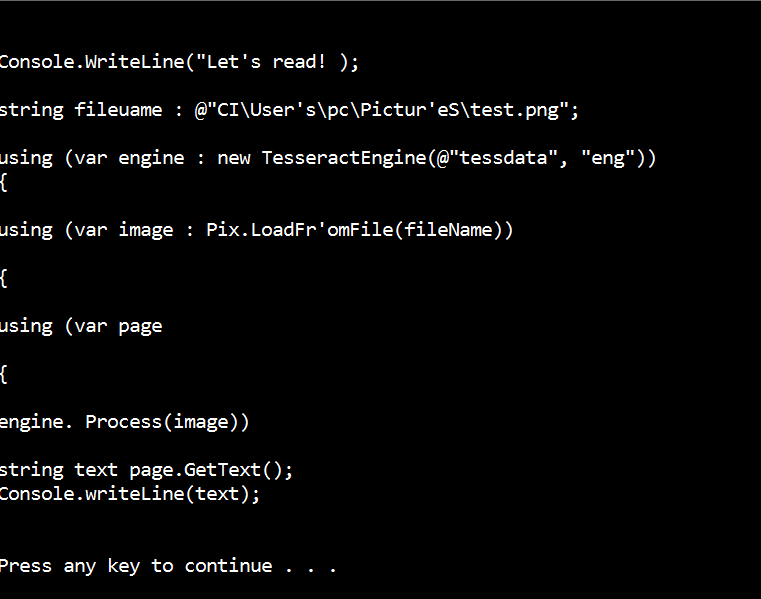 Console.WriteLine("Let's read! );
string fileuame : @"CI\User's\pc\Pictur'eS\test.png";
using (var engine : new TesseractEngine(@"tessdata", "eng"))
{
using (var image : Pix.LoadFr'omFile(fileName))
{
using (var page
{
engine. Process(image))
string text page.GetText();
Console.writeLine(text);
Press any key to continue . . .